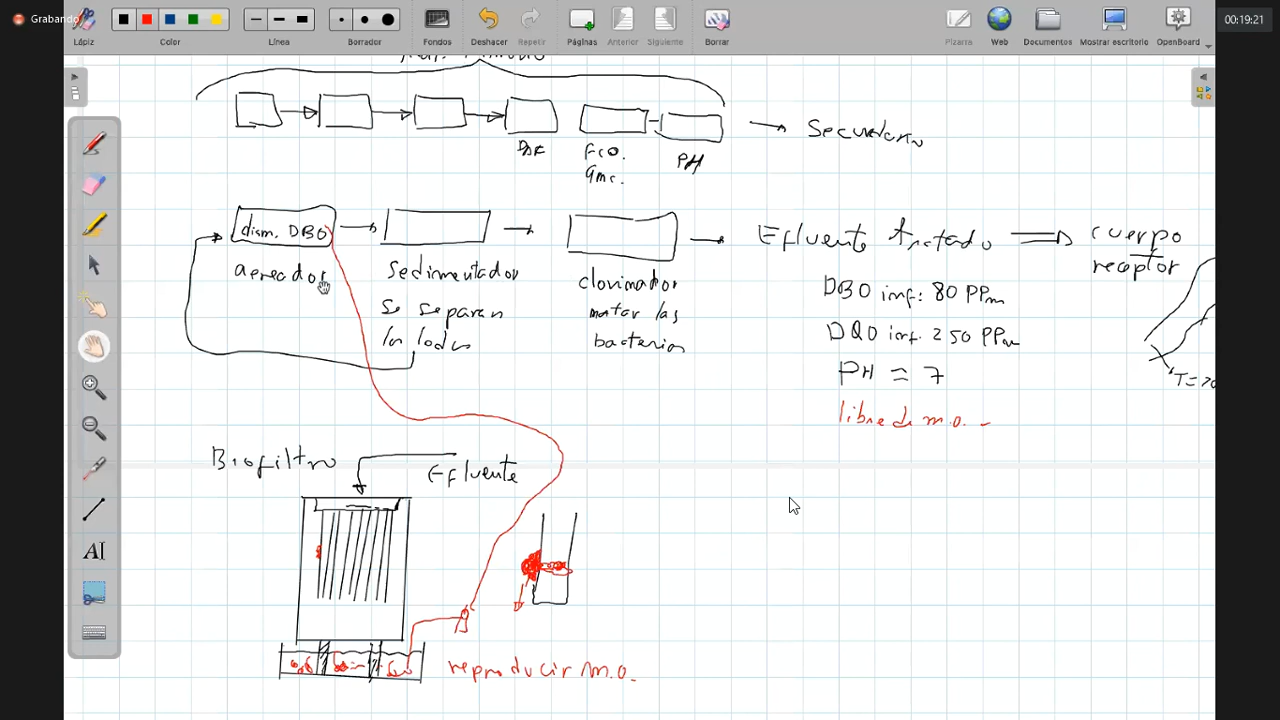 Grabando
00:19:21
Lápiz
Color
Línea
Borrador
Fondos
Deshacer
Repetir
Páginas
Anterior
Siguiente
Borrar
Pizarra
Web
Documentos
Mostrar escritorio
OpenBoard
Fco.
Qmc.
PH
Secundario
dism. DBO
aereador
Sedimentador
Se separan
los lodos
clorinador
matar las
bacterias
Efluente tratado
cuerpo
receptor
DBO inf: 80 PPm
DQO inf. 250 PPm
PH ≈ 7
libre de m.o.
Biofiltro
Efluente
reproducir m.o.
AI